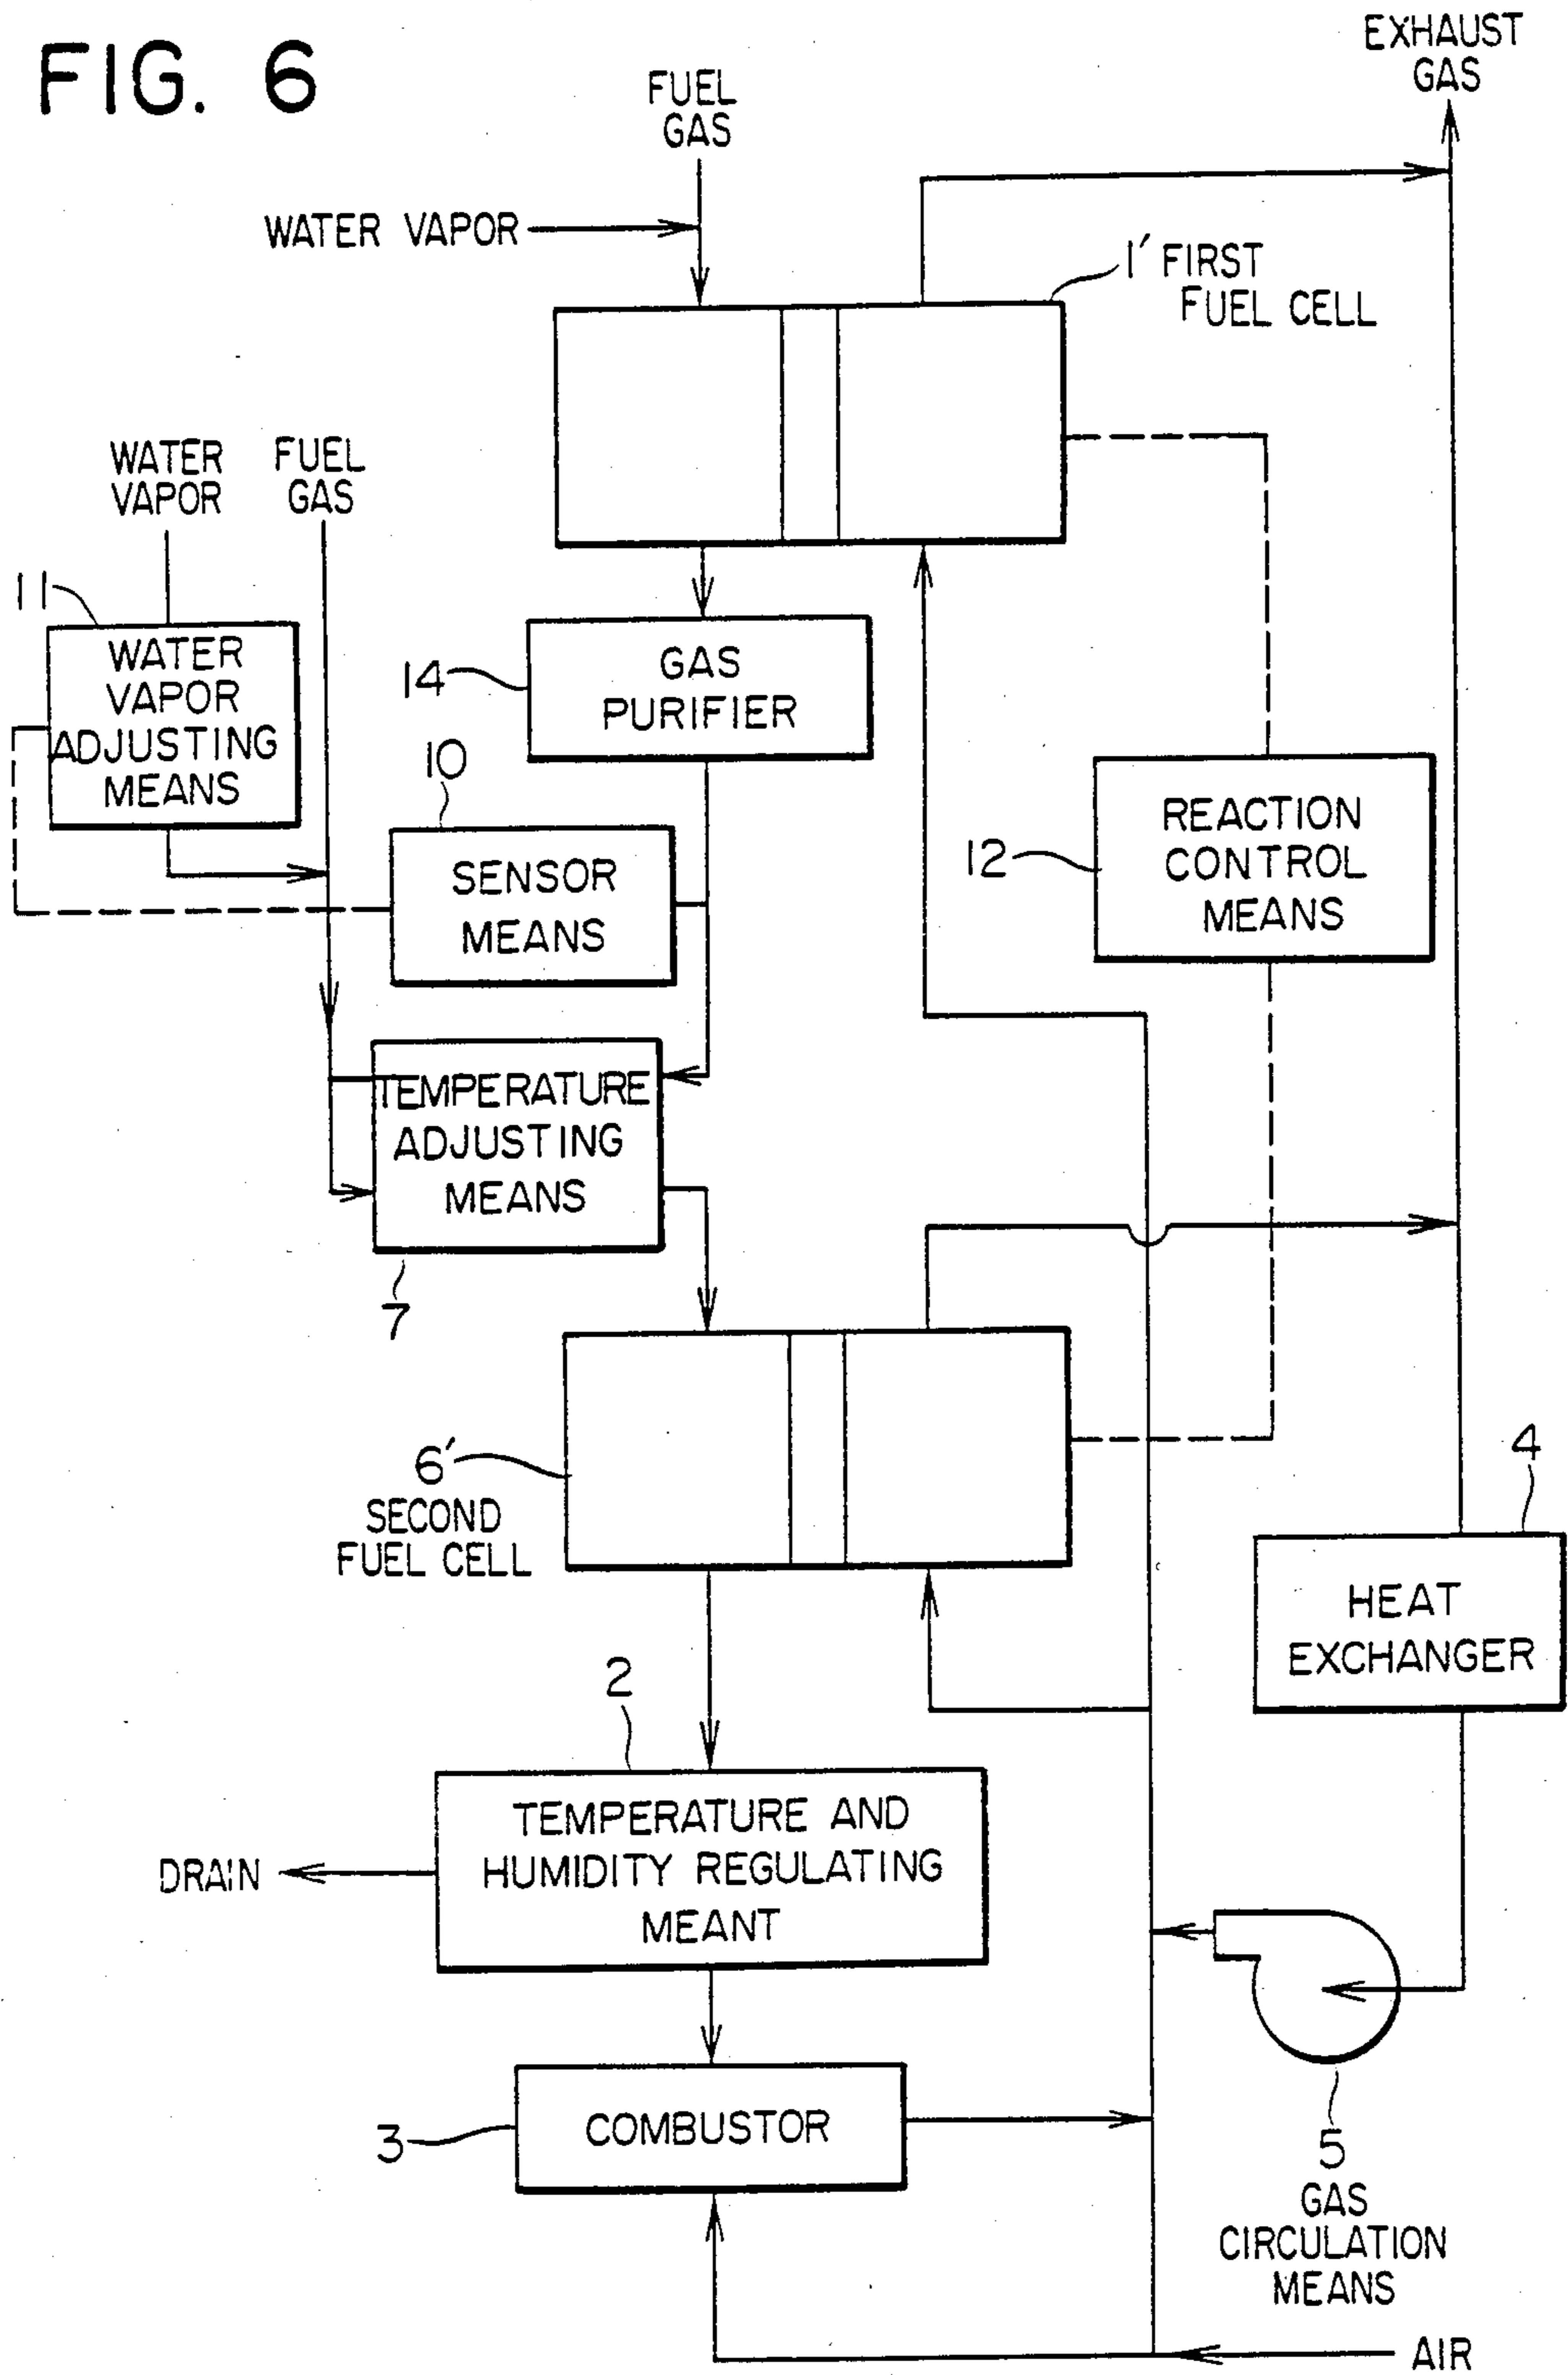 FIG. 6
EXHAUST
GAS
FUEL
GAS
WATER VAPOR
1' FIRST
FUEL CELL
WATER
VAPOR
FUEL
GAS
11
WATER
VAPOR
ADJUSTING
MEANS
14
GAS
PURIFIER
10
SENSOR
MEANS
12
REACTION
CONTROL
MEANS
TEMPERATURE
ADJUSTING
MEANS
7
6'
SECOND
FUEL CELL
4
HEAT
EXCHANGER
2
TEMPERATURE AND
HUMIDITY REGULATING
MEANT
DRAIN
3
COMBUSTOR
5
GAS
CIRCULATION
MEANS
AIR